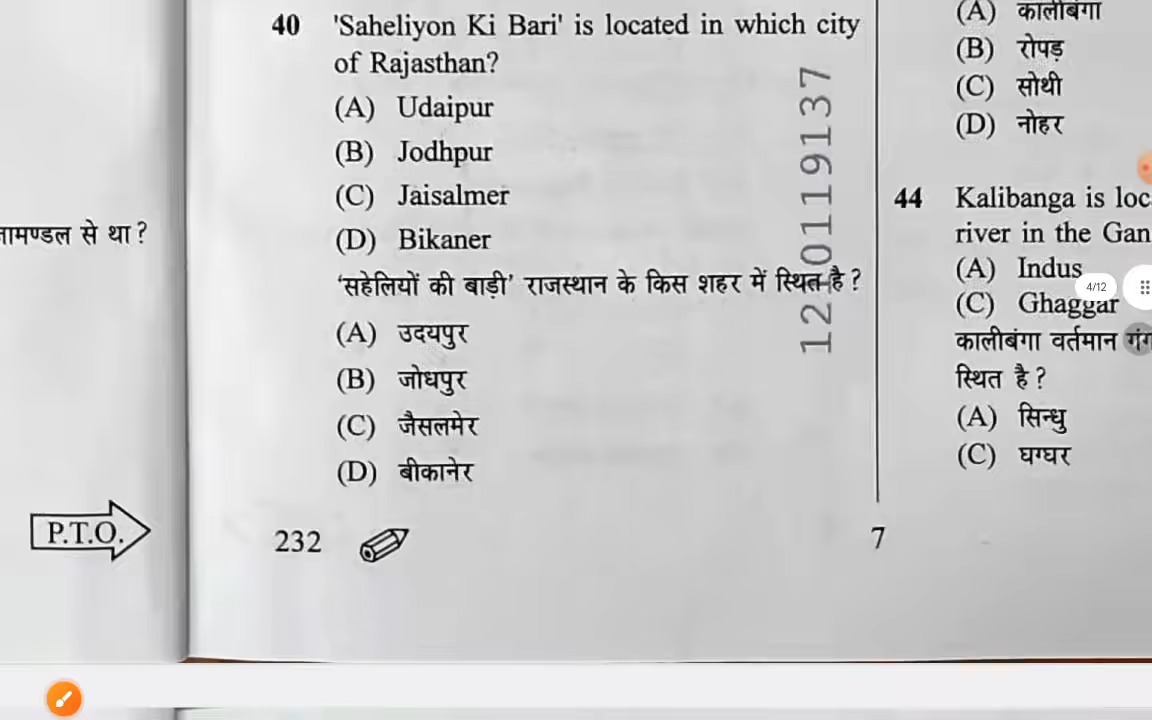 ामण्डल से था ?
P.T.O.
40 'Saheliyon Ki Bari' is located in which city
of Rajasthan?
(A) Udaipur
(B) Jodhpur
(C) Jaisalmer
(D) Bikaner
‘सहेलियों की बाड़ी’ राजस्थान के किस शहर में स्थित है ?
(A) उदयपुर
(B) जोधपुर
(C) जैसलमेर
(D) बीकानेर
232
7
1210119137
(A) कालीबंगा
(B) रोपड़
(C) सोथी
(D) नोहर
44 Kalibanga is loc
river in the Gan
(A) Indus
(C) Ghaggar
कालीबंगा वर्तमान गंग
स्थित है ?
(A) सिन्धु
(C) घग्घर
4/12